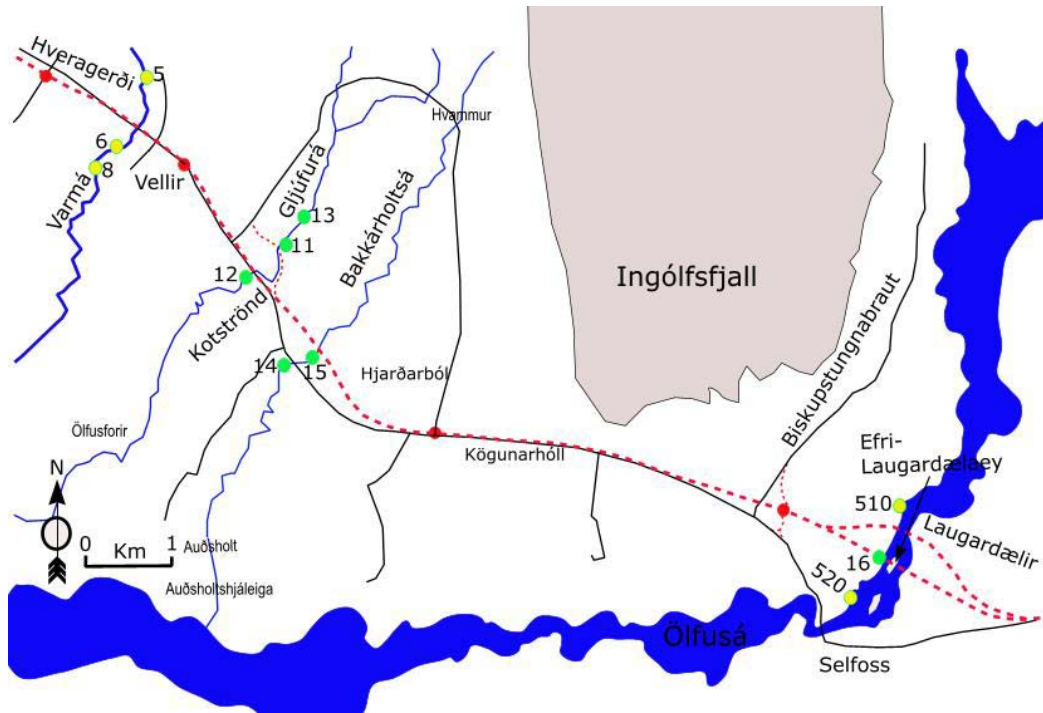 Hveragerði
5
6
8
Varmá
Vellir
Hvammur
Gljúfurá
13
11
Bakkárholtsá
12
Kotströnd
14
15
Hjarðarból
Ingólfsfjall
Biskupstungnabraut
Efri-
Laugardælaey
510
Laugardælir
16
520
Ölfusforir
Kögunarhóll
N
0 Km 1
Auðsholt
Auðsholtshjáleiga
Ölfusá
Selfoss